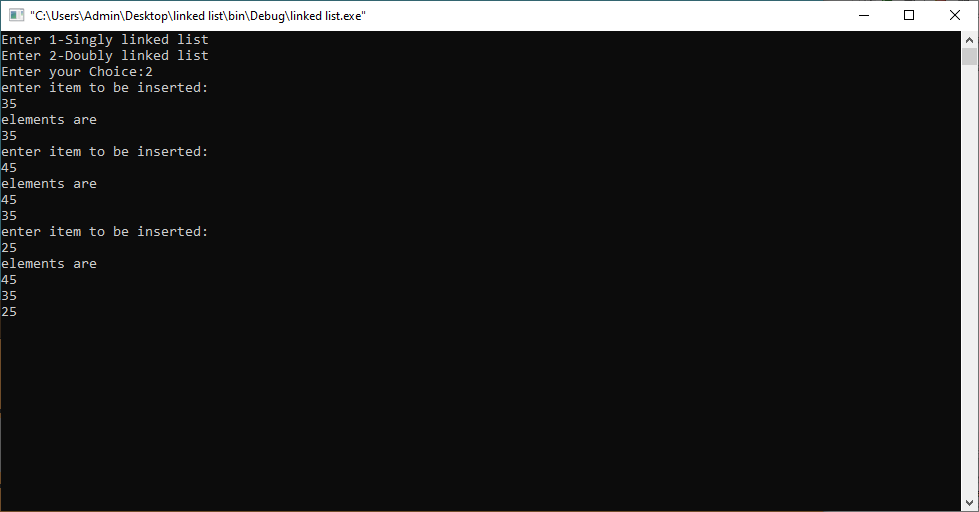 "C:\Users\Admin\Desktop\linked list\bin\Debug\linked list.exe"
Enter 1-Singly linked list
Enter 2-Doubly linked list
Enter your Choice:2
enter item to be inserted:
35
elements are
35
enter item to be inserted:
45
elements are
45
35
enter item to be inserted:
25
elements are
45
35
25